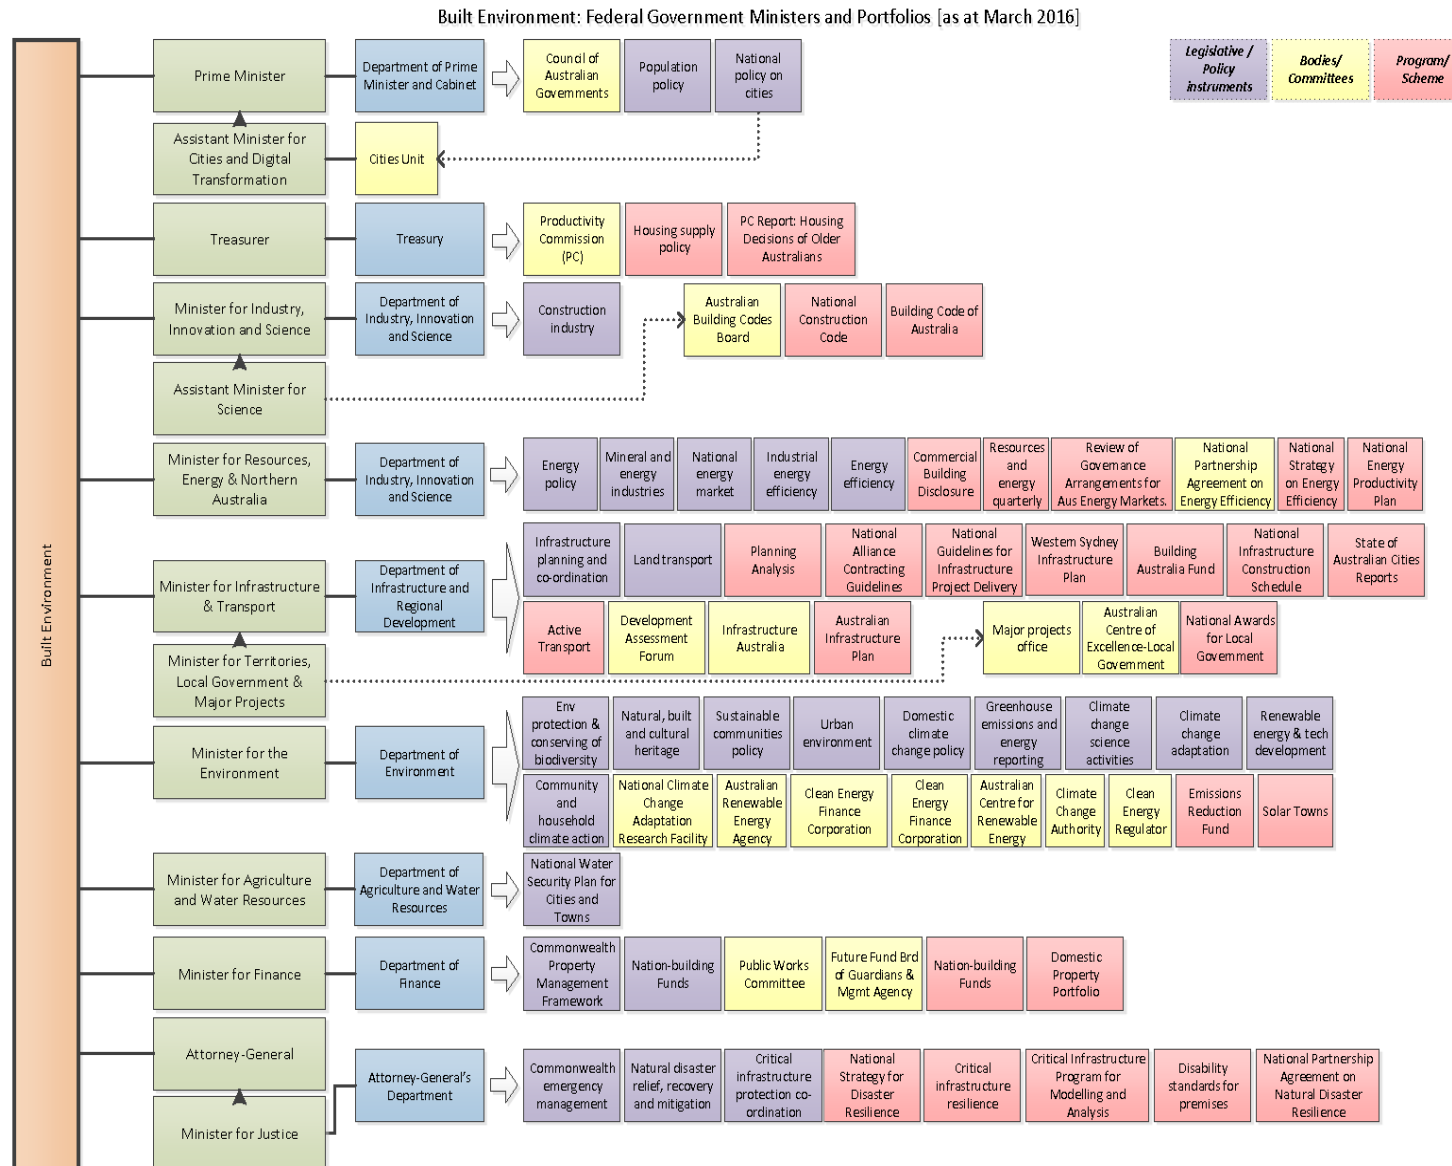 Built Environment: Federal Government Ministers and Portfolios [as at March 2016]
Legislative /
Policy
instruments
Bodies/
Committees
Program/
Scheme
Built Environment
Prime Minister
Department of Prime
Minister and Cabinet
Council of
Australian
Governments
Population
policy
National
policy on
cities
Assistant Minister for
Cities and Digital
Transformation
Cities Unit
Treasurer
Treasury
Productivity
Commission
(PC)
Housing supply
policy
PC Report: Housing
Decisions of Older
Australians
Minister for Industry,
Innovation and Science
Department of
Industry, Innovation
and Science
Construction
industry
Australian
Building Codes
Board
National
Construction
Code
Building Code of
Australia
Assistant Minister for
Science
Minister for Resources,
Energy & Northern
Australia
Department of
Industry, Innovation
and Science
Energy
policy
Mineral and
energy
industries
National
energy
market
Industrial
energy
efficiency
Energy
efficiency
Commercial
Building
Disclosure
Resources
and
energy
quarterly
Review of
Governance
Arrangements for
Aus Energy Markets.
National
Partnership
Agreement on
Energy Efficiency
National
Strategy
on Energy
Efficiency
National
Energy
Productivity
Plan
Minister for Infrastructure
& Transport
Department of
Infrastructure and
Regional
Development
Infrastructure
planning and
co-ordination
Land transport
Planning
Analysis
National
Alliance
Contracting
Guidelines
National
Guidelines for
Infrastructure
Project Delivery
Western Sydney
Infrastructure
Plan
Building
Australia Fund
National
Infrastructure
Construction
Schedule
State of
Australian Cities
Reports
Active
Transport
Development
Assessment
Forum
Infrastructure
Australia
Australian
Infrastructure
Plan
Major projects
office
Australian
Centre of
Excellence-Local
Government
National Awards
for Local
Government
Minister for Territories,
Local Government &
Major Projects
Minister for the
Environment
Department of
Environment
Env
protection &
conserving of
biodiversity
Natural, built
and cultural
heritage
Sustainable
communities
policy
Urban
environment
Domestic
climate
change policy
Greenhouse
emissions and
energy
reporting
Climate
change
science
activities
Climate
change
adaptation
Renewable
energy & tech
development
Community
and
household
climate action
National Climate
Change
Adaptation
Research Facility
Australian
Renewable
Energy
Agency
Clean Energy
Finance
Corporation
Clean
Energy
Finance
Corporation
Australian
Centre for
Renewable
Energy
Climate
Change
Authority
Clean
Energy
Regulator
Emissions
Reduction
Fund
Solar Towns
Minister for Agriculture
and Water Resources
Department of
Agriculture and Water
Resources
National Water
Security Plan for
Cities and
Towns
Minister for Finance
Department of
Finance
Commonwealth
Property
Management
Framework
Nation-building
Funds
Public Works
Committee
Future Fund Brd
of Guardians &
Mgmt Agency
Nation-building
Funds
Domestic
Property
Portfolio
Attorney-General
Attorney-General's
Department
Commonwealth
emergency
management
Natural disaster
relief, recovery
and mitigation
Critical
infrastructure
protection co-
ordination
National
Strategy for
Disaster
Resilience
Critical
infrastructure
resilience
Critical Infrastructure
Program for
Modelling and
Analysis
Disability
standards for
premises
National Partnership
Agreement on
Natural Disaster
Resilience
Minister for Justice